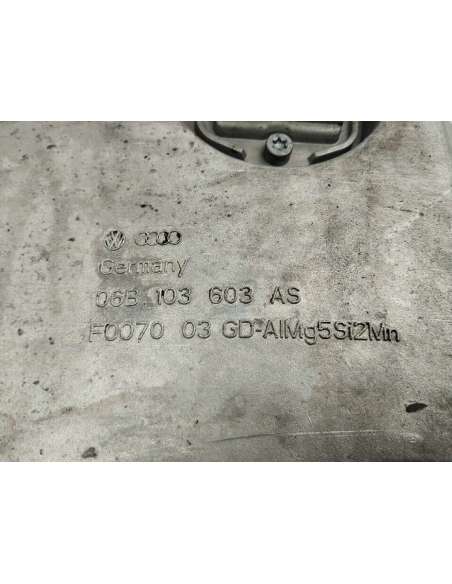 Germany
06B 103 603 AS
F0070 03 GD-AlMg5Si2Mn